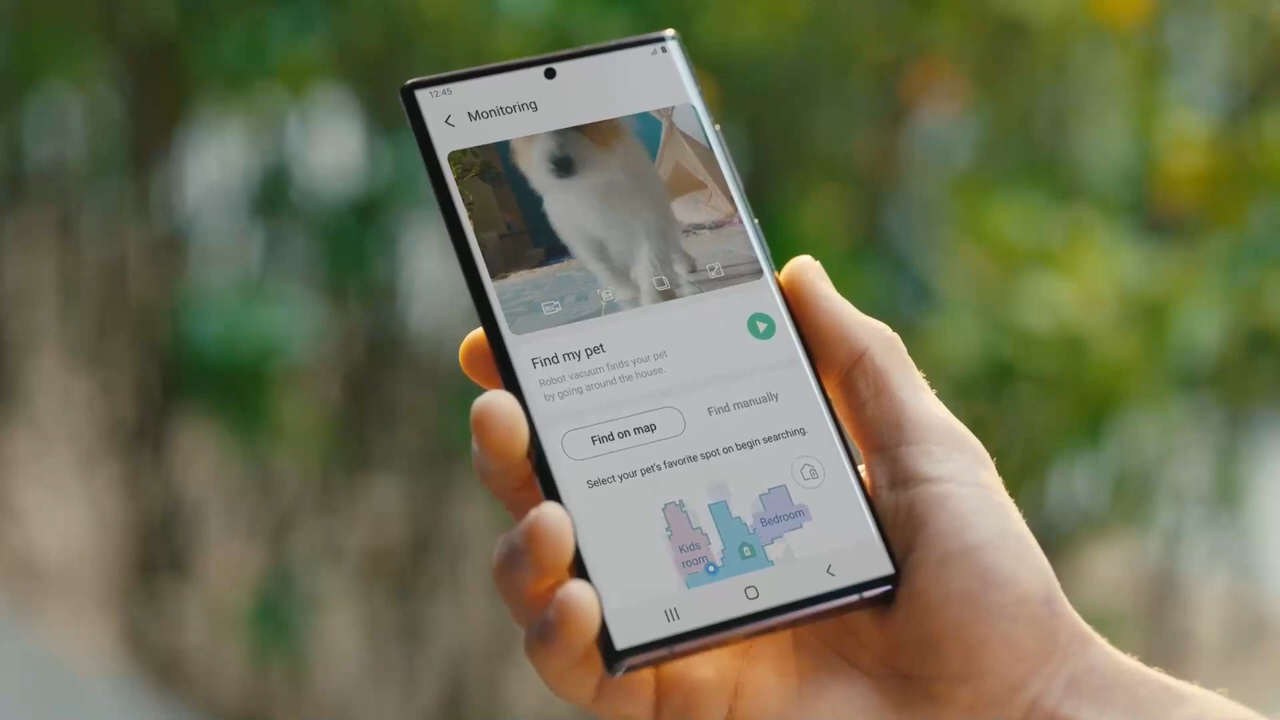 12:45
Monitoring
REC
Find my pet
Robot vacuum finds your pet
by going around the house.
Find on map
Find manually
Select your pet's favorite spot on begin searching.
Bedroom
Kids
room